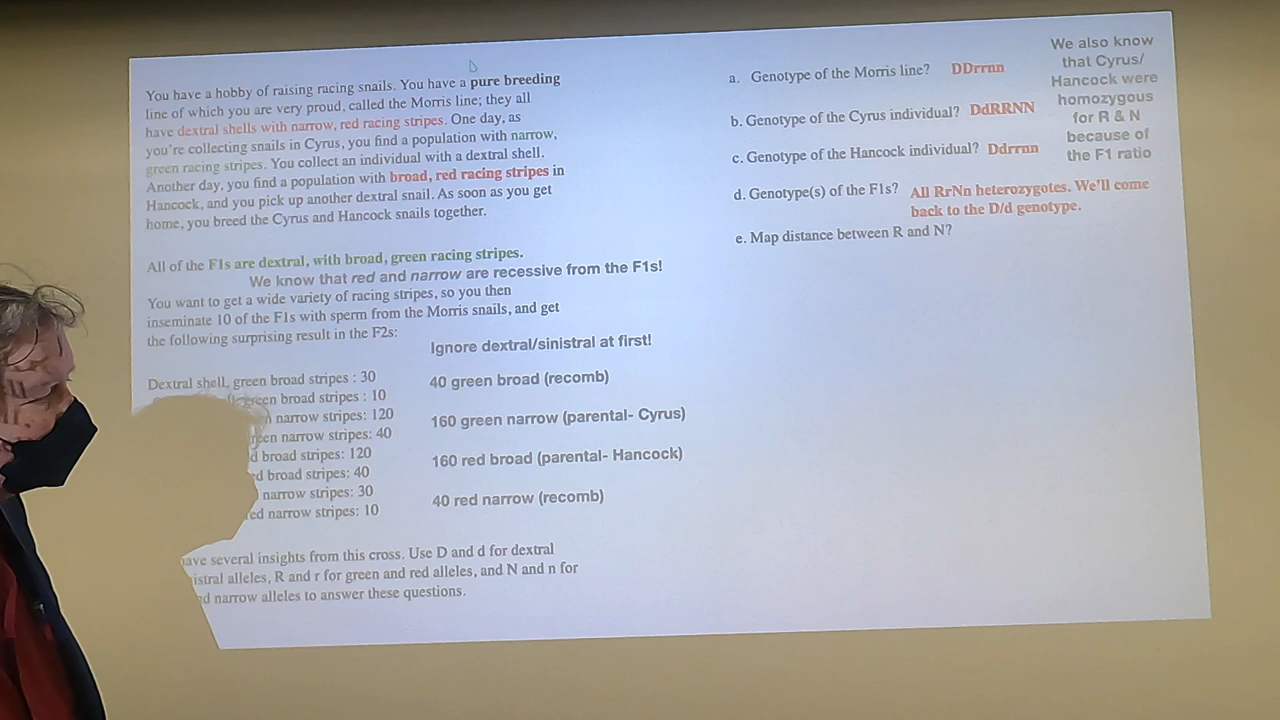 You have a hobby of raising racing snails. You have a pure breeding
line of which you are very proud, called the Morris line; they all
have dextral shells with narrow, red racing stripes. One day, as
you're collecting snails in Cyrus, you find a population with narrow,
green racing stripes. You collect an individual with a dextral shell.
Another day, you find a population with broad, red racing stripes in
Hancock, and you pick up another dextral snail. As soon as you get
home, you breed the Cyrus and Hancock snails together.
All of the F1s are dextral, with broad, green racing stripes.
We know that red and narrow are recessive from the F1s!
You want to get a wide variety of racing stripes, so you then
inseminate 10 of the F1s with sperm from the Morris snails, and get
the following surprising result in the F2s:
Ignore dextral/sinistral at first!
Dextral shell, green broad stripes : 30
green broad stripes : 10
narrow stripes: 120
narrow stripes: 40
broad stripes: 120
broad stripes: 40
narrow stripes: 30
narrow stripes: 10
40 green broad (recomb)
160 green narrow (parental- Cyrus)
160 red broad (parental- Hancock)
40 red narrow (recomb)
several insights from this cross. Use D and d for dextral
alleles, R and r for green and red alleles, and N and n for
narrow alleles to answer these questions.
a. Genotype of the Morris line? DDrrnn
b. Genotype of the Cyrus individual? DdRRNN
c. Genotype of the Hancock individual? Ddrrnn
d. Genotype(s) of the F1s? All RrNn heterozygotes. We'll come
back to the D/d genotype.
e. Map distance between R and N?
We also know
that Cyrus/
Hancock were
homozygous
for R & N
because of
the F1 ratio